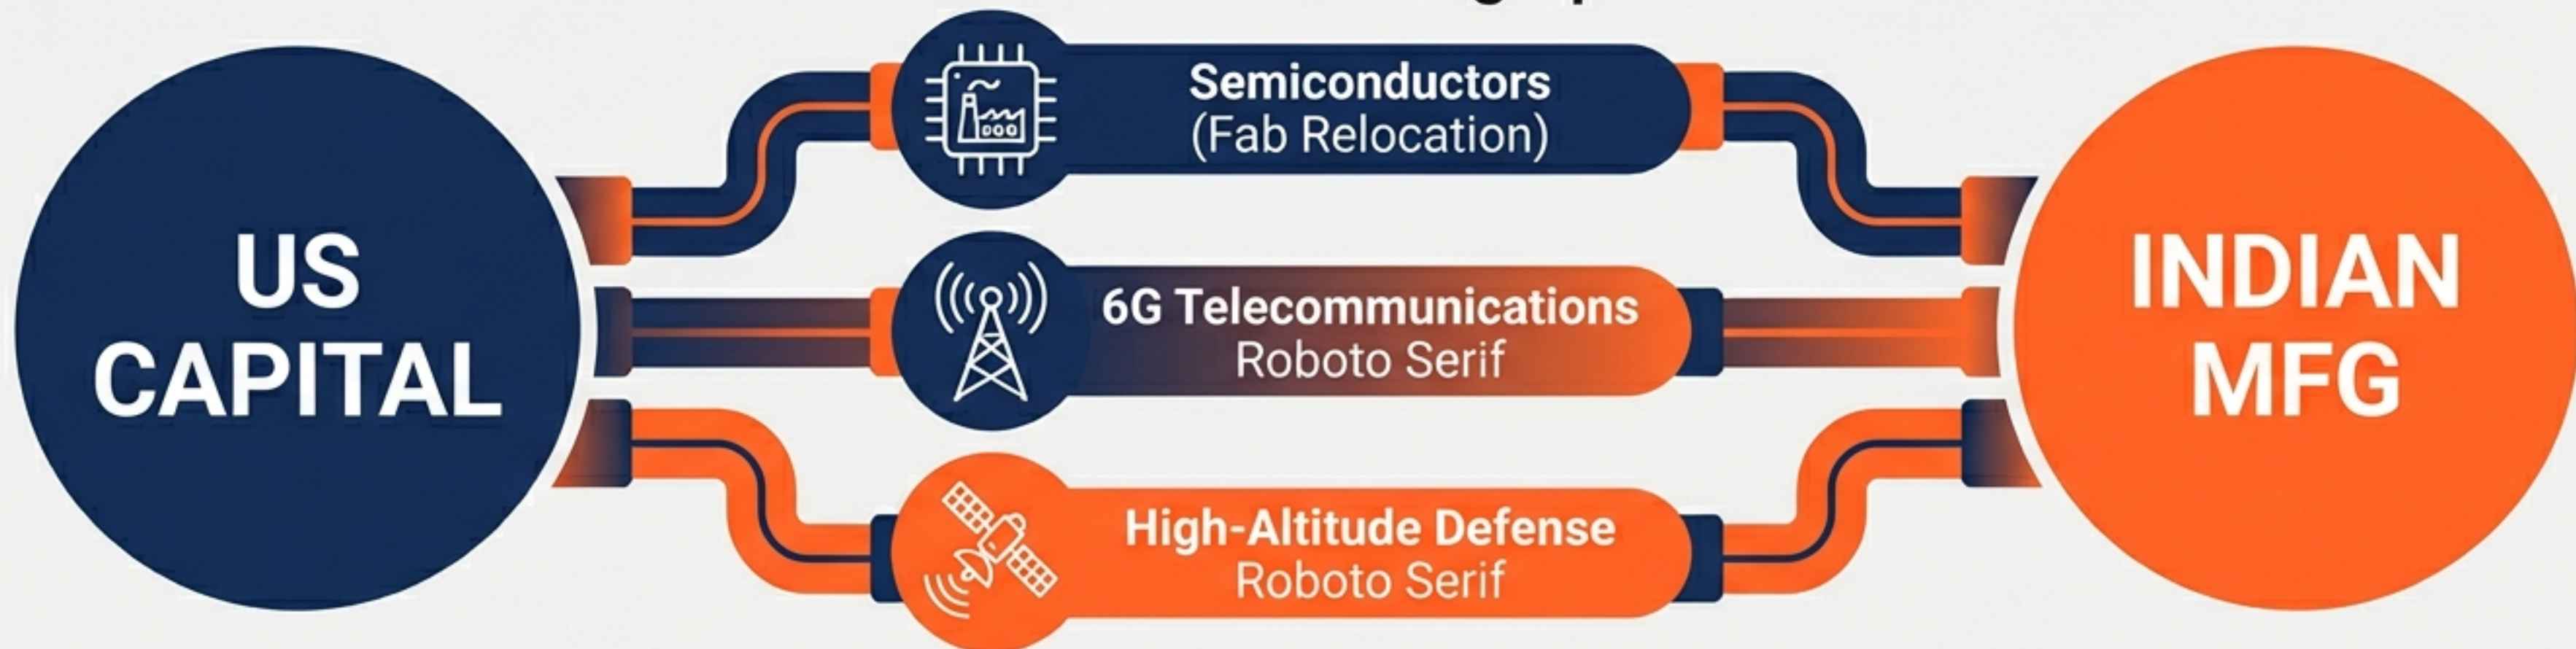 US
CAPITAL
Semiconductors
(Fab Relocation)
6G Telecommunications
Roboto Serif
High-Altitude Defense
Roboto Serif
INDIAN
MFG